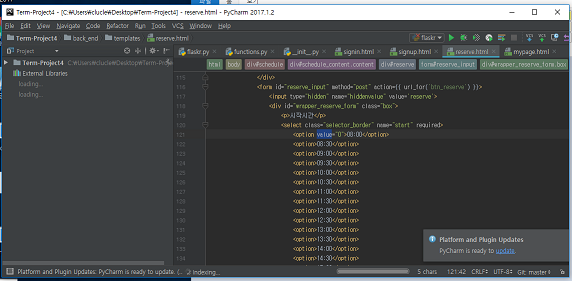 Term-Project4 - [C:\Users\clucle\Desktop\Term-Project4] - [reserve.html] - PyCharm 2017.1.2
File Edit View Navigate Code Refactor Run Tools VCS Window Help
Term-Project4 back_end templates reserve.html flaskr
Project flaskr.py functions.py __init__.py signin.html signup.html reserve.html mypage.html
Term-Project4 C:\Users\clucle\Desktop\Term-Project4
External Libraries
loading...
loading...
html body div#schedule div#schedule_content.content div#reserve form#reserve_input div#wrapper_reserve_form.box
115 </div>
116 <form id="reserve_input" method="post" action={{ url_for('btn_reserve') }}>
117 <input type="hidden" name="hiddenvalue" value="reserve">
118 <div id="wrapper_reserve_form" class="box">
119 <p>시작시간</p>
120 <select class="selector_border" name="start" required>
121 <option value="0">08:00</option>
122 <option>08:30</option>
123 <option>09:00</option>
124 <option>09:30</option>
125 <option>10:00</option>
126 <option>10:30</option>
127 <option>11:00</option>
128 <option>11:30</option>
129 <option>12:00</option>
130 <option>12:30</option>
131 <option>13:00</option>
132 <option>13:30</option>
133 <option>14:00</option>
134 <option>14:30</option>
Platform and Plugin Updates
PyCharm is ready to update.
Platform and Plugin Updates: PyCharm is ready to update. (... Indexing... 5 chars 121:42 CRLF UTF-8 Git: master